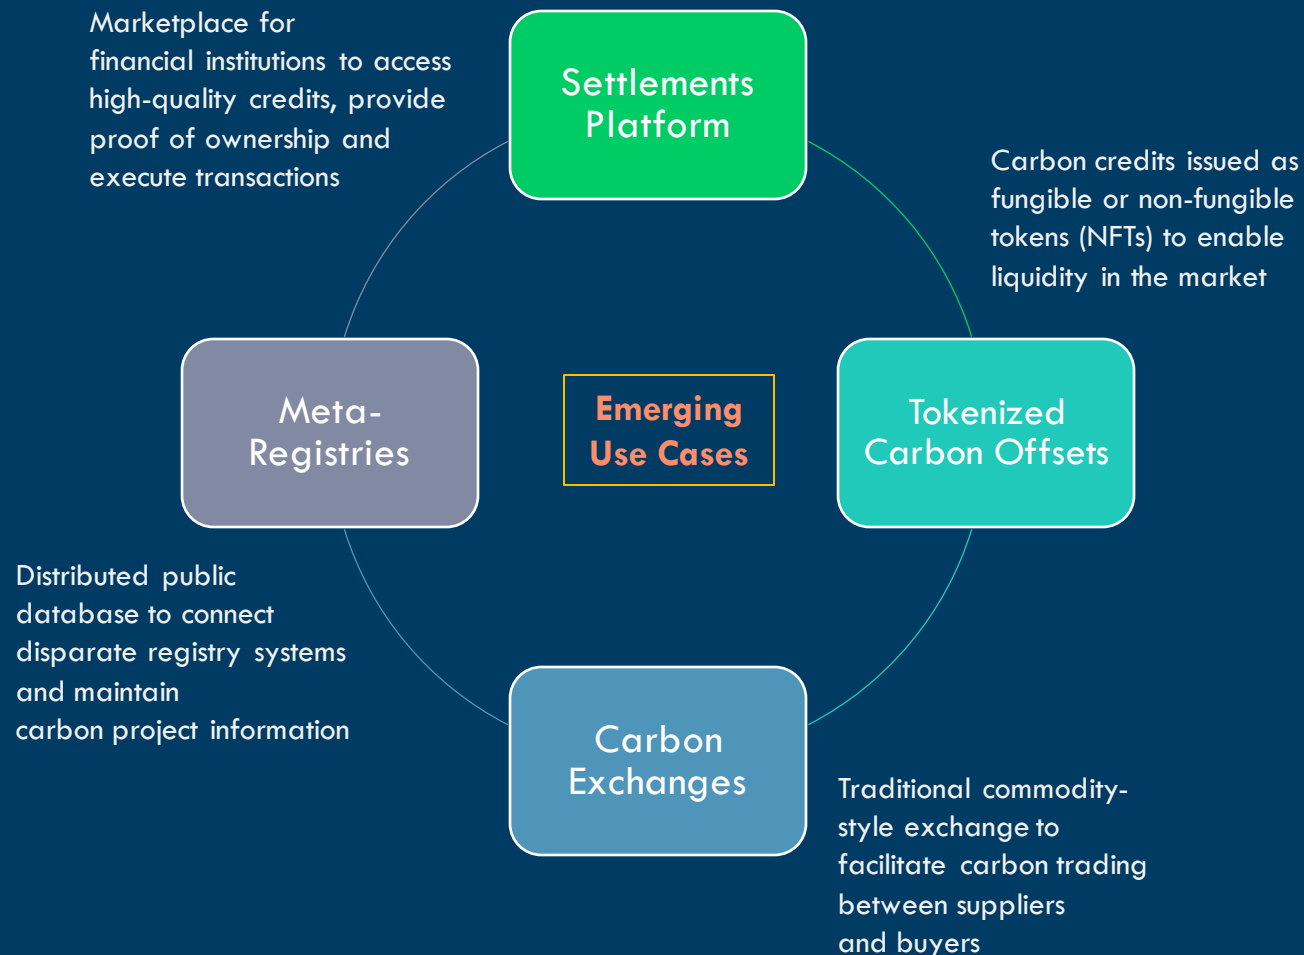 Marketplace for
financial institutions to access
high-quality credits, provide
proof of ownership and
execute transactions
Settlements
Platform
Carbon credits issued as
fungible or non-fungible
tokens (NFTs) to enable
liquidity in the market
Meta-
Registries
Emerging
Use Cases
Tokenized
Carbon Offsets
Distributed public
database to connect
disparate registry systems
and maintain
carbon project information
Carbon
Exchanges
Traditional commodity-
style exchange to
facilitate carbon trading
between suppliers
and buyers